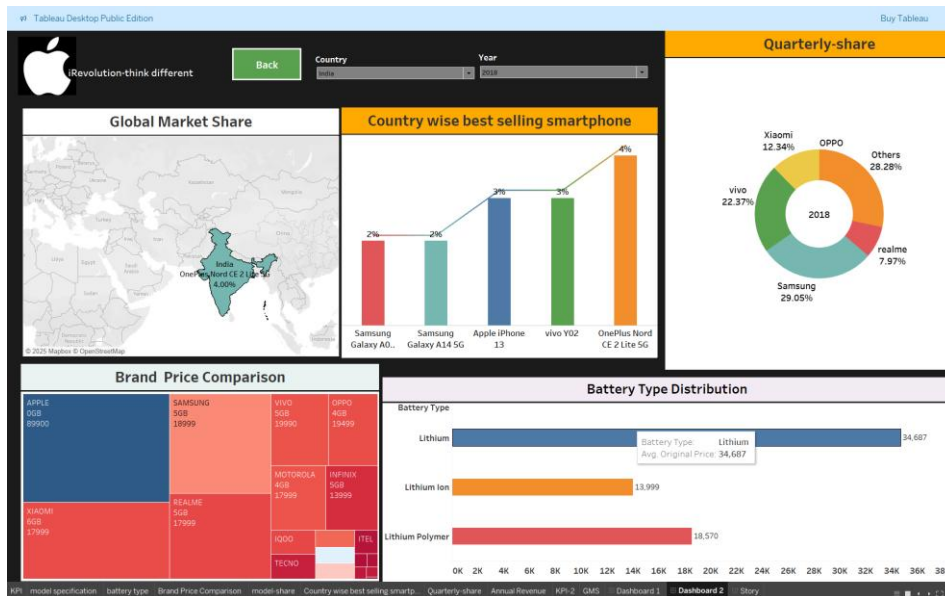 Tableau Desktop Public Edition
Buy Tableau
iRevolution-think different
Back
Country
India
Year
2018
Quarterly-share
Xiaomi
12.34%
OPPO
Others
28.28%
vivo
22.37%
2018
realme
7.97%
Samsung
29.05%
Global Market Share
India
OnePlus Nord CE 2 Lite 5G
4.00%
© 2025 Mapbox © OpenStreetMap
Country wise best selling smartphone
2%
2%
3%
3%
4%
Samsung
Galaxy A0..
Samsung
Galaxy A14 5G
Apple iPhone
13
vivo Y02
OnePlus Nord
CE 2 Lite 5G
Brand Price Comparison
APPLE
0GB
89900
SAMSUNG
5GB
18999
VIVO
5GB
19990
OPPO
4GB
19499
MOTOROLA
4GB
17999
INFINIX
5GB
13999
XIAOMI
6GB
17999
REALME
5GB
17999
IQOO
ITEL
TECNO
Battery Type Distribution
Battery Type
Lithium
34,687
Battery Type: Lithium
Avg. Original Price: 34,687
Lithium Ion
13,999
Lithium Polymer
18,570
0K 2K 4K 6K 8K 10K 12K 14K 16K 18K 20K 22K 24K 26K 28K 30K 32K 34K 36K 38
KPI model specification battery type Brand Price Comparison model-share Country wise best selling smartp... Quarterly-share Annual Revenue KPI-2 GMS Dashboard 1 Dashboard 2 Story